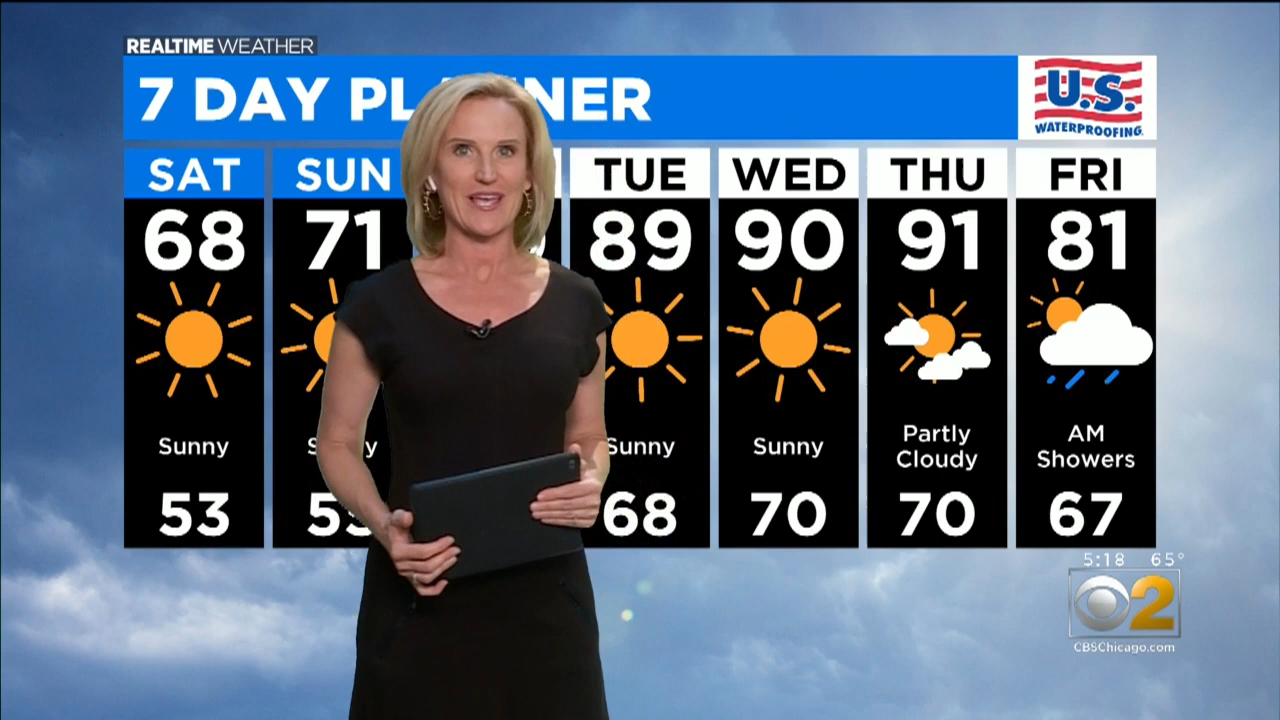 REALTIME WEATHER
7 DAY PL NER
U.S.
WATERPROOFING
SAT SUN TUE WED THU FRI
68 71 89 90 91 81
Sunny Sunny Sunny Partly Cloudy AM Showers
53 68 70 70 67
5:18 65°
2
CBSChicago.com